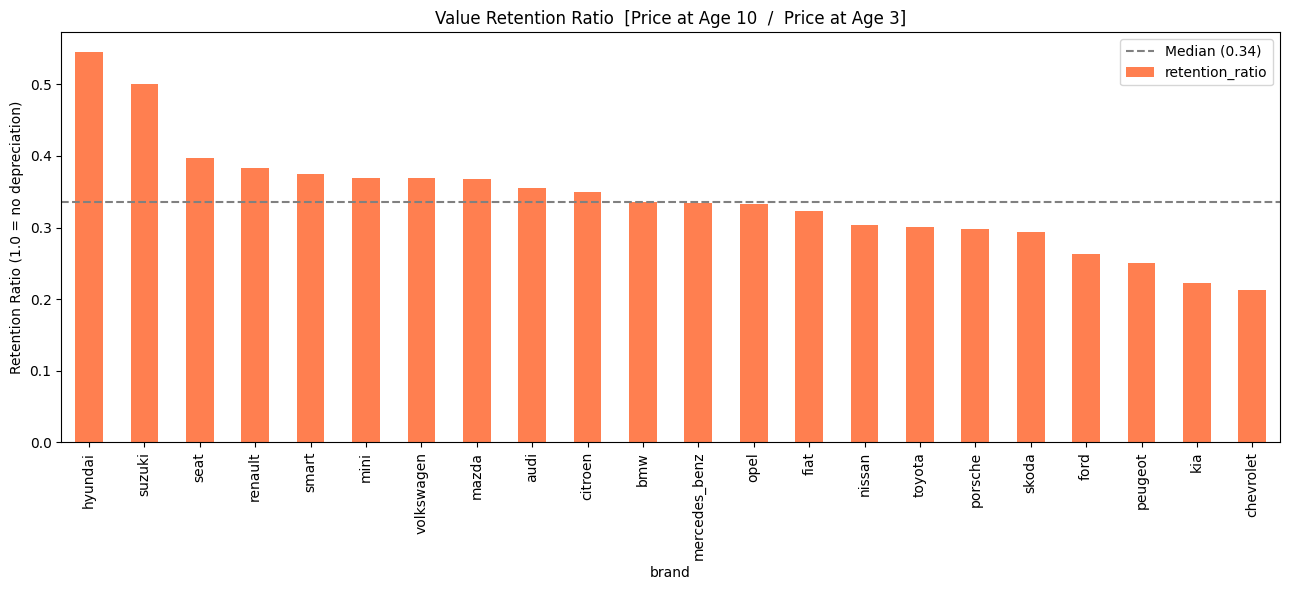 Value Retention Ratio  [Price at Age 10  /  Price at Age 3]
Median (0.34)
retention_ratio
Retention Ratio (1.0 = no depreciation)
0.5
0.4
0.3
0.2
0.1
0.0
hyundai
suzuki
seat
renault
smart
mini
volkswagen
mazda
audi
citroen
bmw
mercedes_benz
opel
fiat
nissan
toyota
porsche
skoda
ford
peugeot
kia
chevrolet
brand